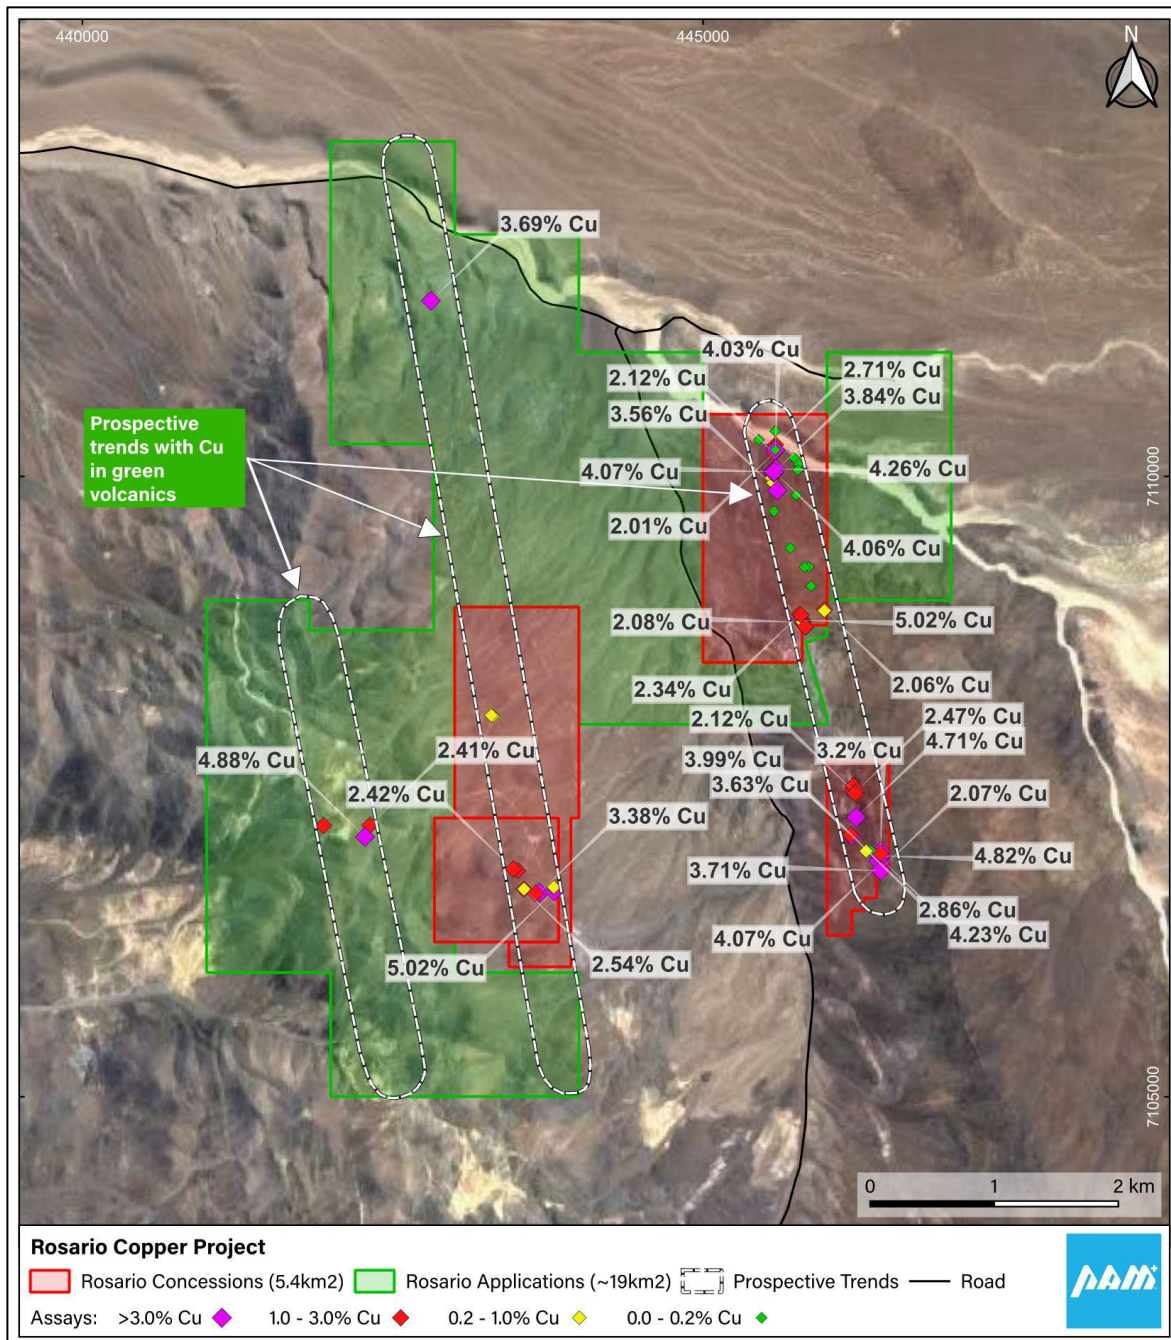 440000
445000
N
3.69% Cu
4.03% Cu
2.12% Cu
2.71% Cu
3.56% Cu
3.84% Cu
Prospective
trends with Cu
in green
volcanics
4.07% Cu
4.26% Cu
7110000
2.01% Cu
4.06% Cu
2.08% Cu
5.02% Cu
2.34% Cu
2.06% Cu
2.12% Cu
2.47% Cu
4.88% Cu
2.41% Cu
3.99% Cu
3.2% Cu
4.71% Cu
2.42% Cu
3.63% Cu
2.07% Cu
3.38% Cu
3.71% Cu
4.82% Cu
2.86% Cu
4.07% Cu
4.23% Cu
5.02% Cu
2.54% Cu
7105000
0 1 2 km
Rosario Copper Project
Rosario Concessions (5.4km2) Rosario Applications (~19km2) Prospective Trends Road
Assays: >3.0% Cu 1.0 - 3.0% Cu 0.2 - 1.0% Cu 0.0 - 0.2% Cu
PAM+